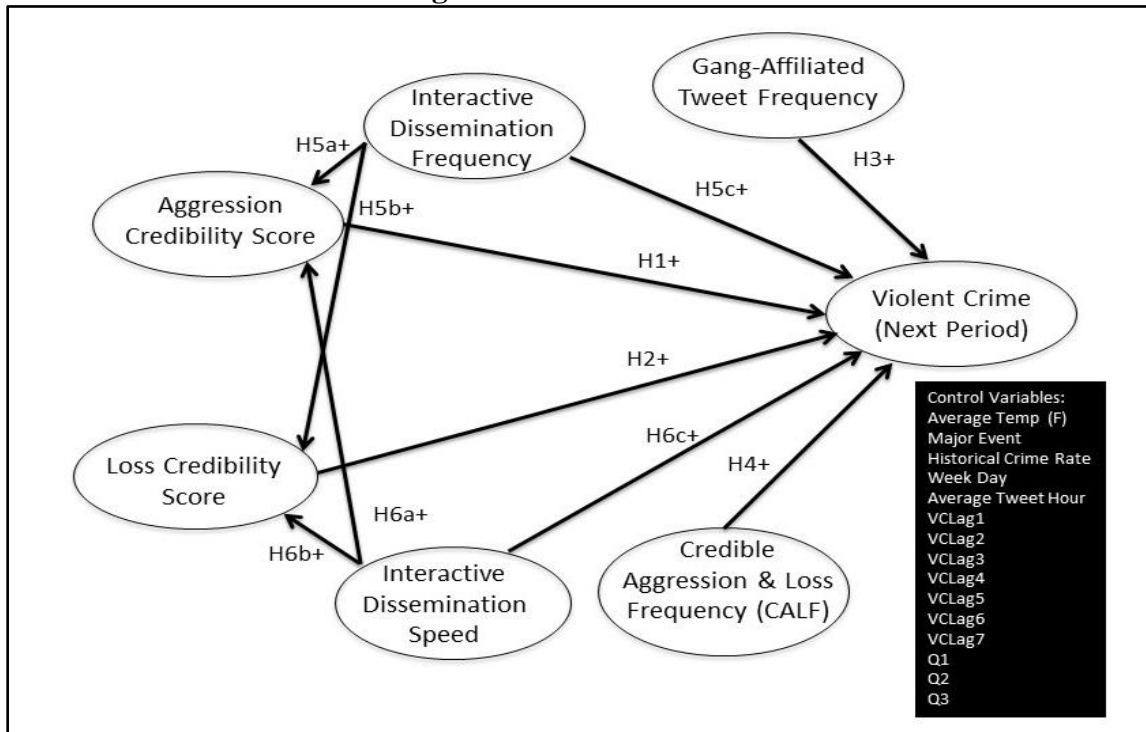 Gang-Affiliated
Tweet Frequency
Interactive
Dissemination
Frequency
H5a+
H3+
H5c+
H5b+
Aggression
Credibility Score
H1+
Violent Crime
(Next Period)
H2+
Loss Credibility
Score
H6c+
H4+
H6a+
H6b+
Interactive
Dissemination
Speed
Credible
Aggression & Loss
Frequency (CALF)
Control Variables:
Average Temp (F)
Major Event
Historical Crime Rate
Week Day
Average Tweet Hour
VCLag1
VCLag2
VCLag3
VCLag4
VCLag5
VCLag6
VCLag7
Q1
Q2
Q3